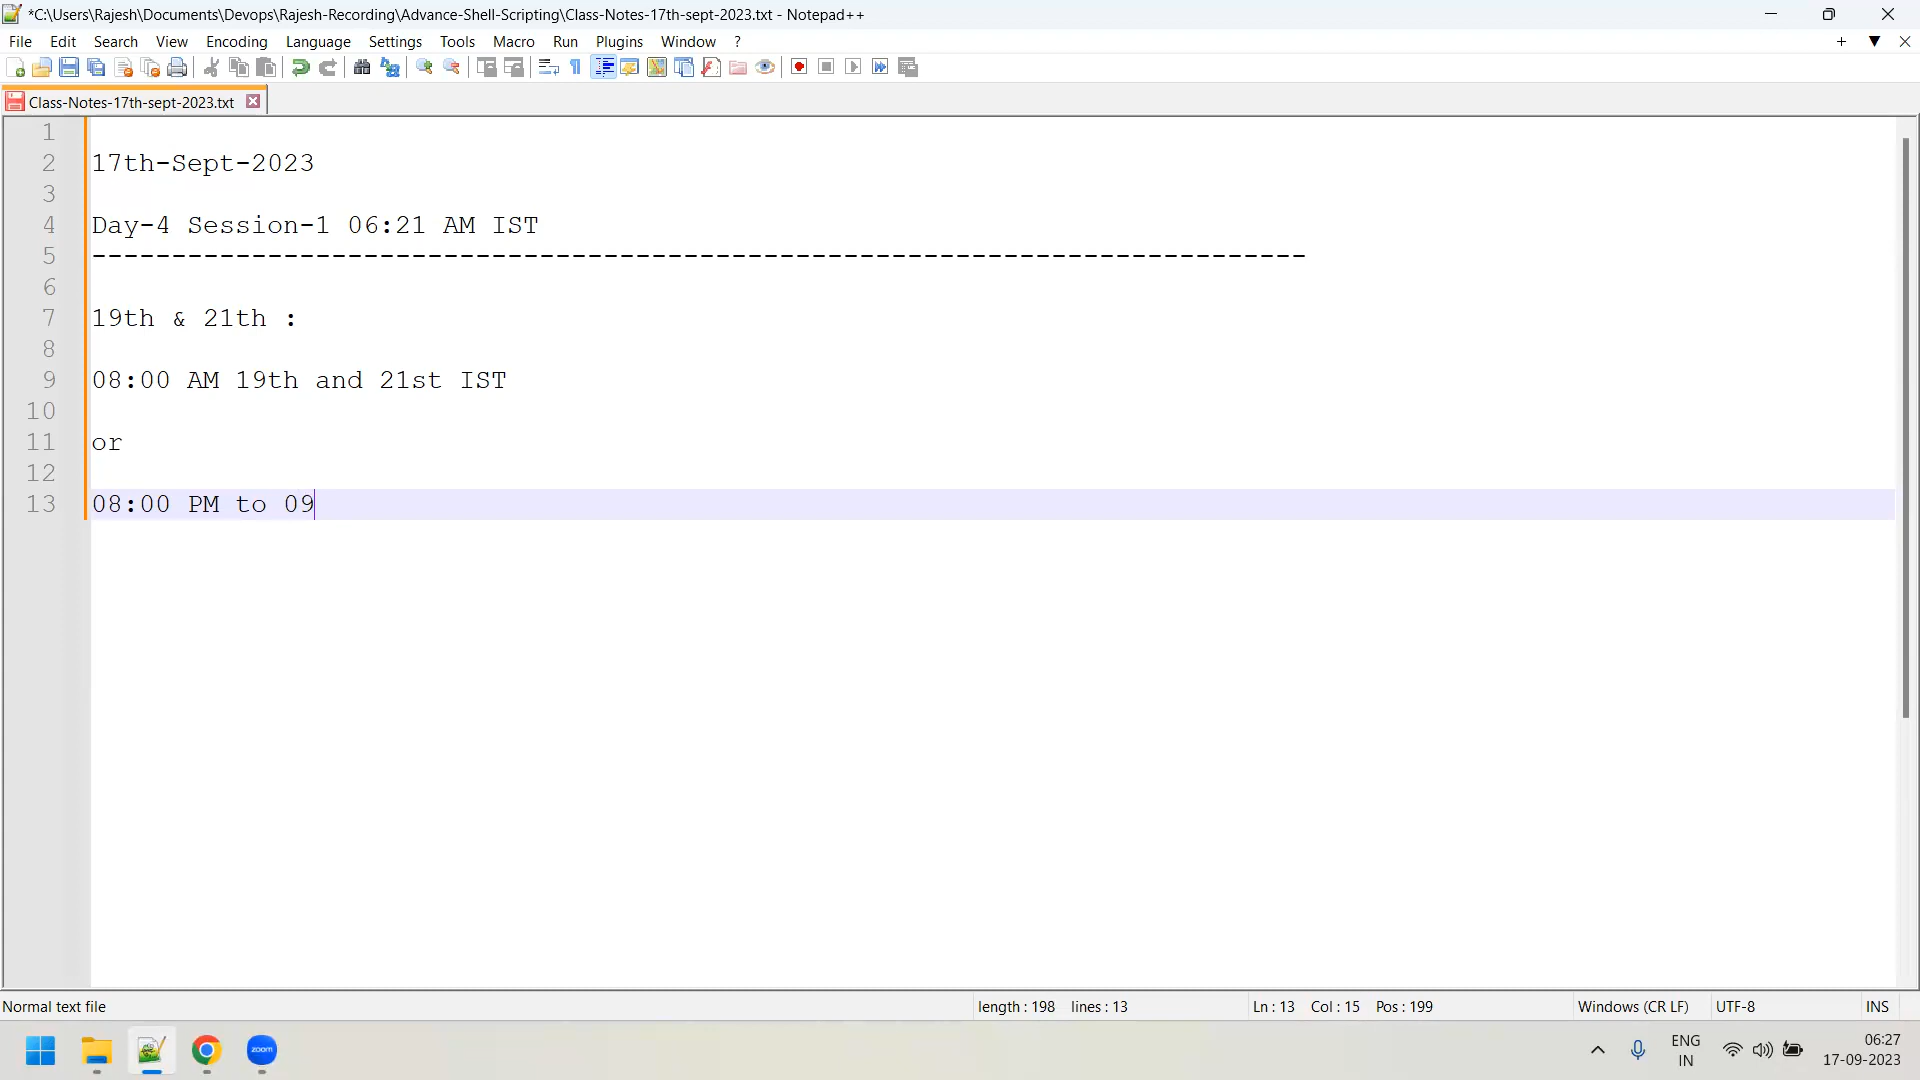 *C:\Users\Rajesh\Documents\Devops\Rajesh-Recording\Advance-Shell-Scripting\Class-Notes-17th-sept-2023.txt - Notepad++
File Edit Search View Encoding Language Settings Tools Macro Run Plugins Window ?
Class-Notes-17th-sept-2023.txt
1
2 17th-Sept-2023
3
4 Day-4 Session-1 06:21 AM IST
5 ----------------------------------------------------------------------------
6
7 19th & 21th :
8
9 08:00 AM 19th and 21st IST
10
11 or
12
13 08:00 PM to 09
Normal text file length : 198 lines : 13 Ln : 13 Col : 15 Pos : 199 Windows (CR LF) UTF-8 INS
zoom
ENG
IN
06:27
17-09-2023